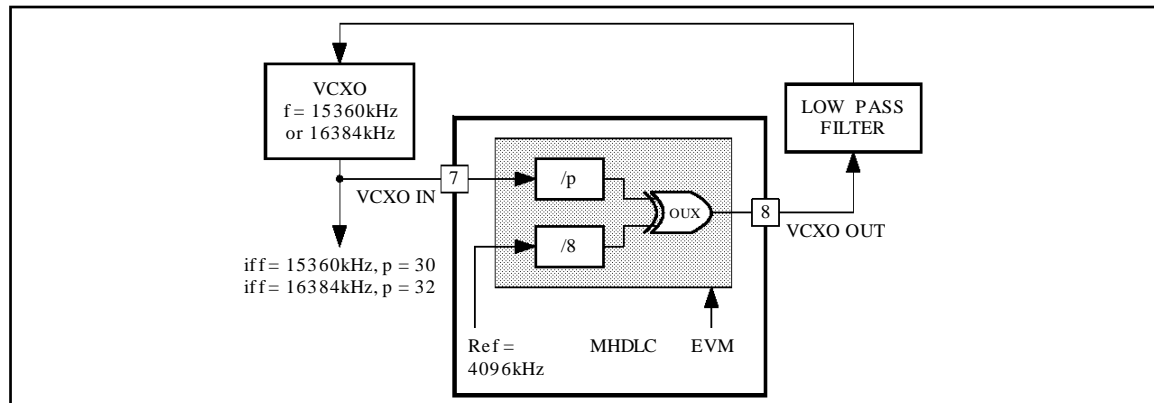 VCXO
f = 15360kHz
or 16384kHz
LOW PASS
FILTER
7
VCXO IN
/p
OUX
8
VCXO OUT
/8
if f = 15360kHz, p = 30
if f = 16384kHz, p = 32
Ref =
4096kHz
MHDLC
EVM